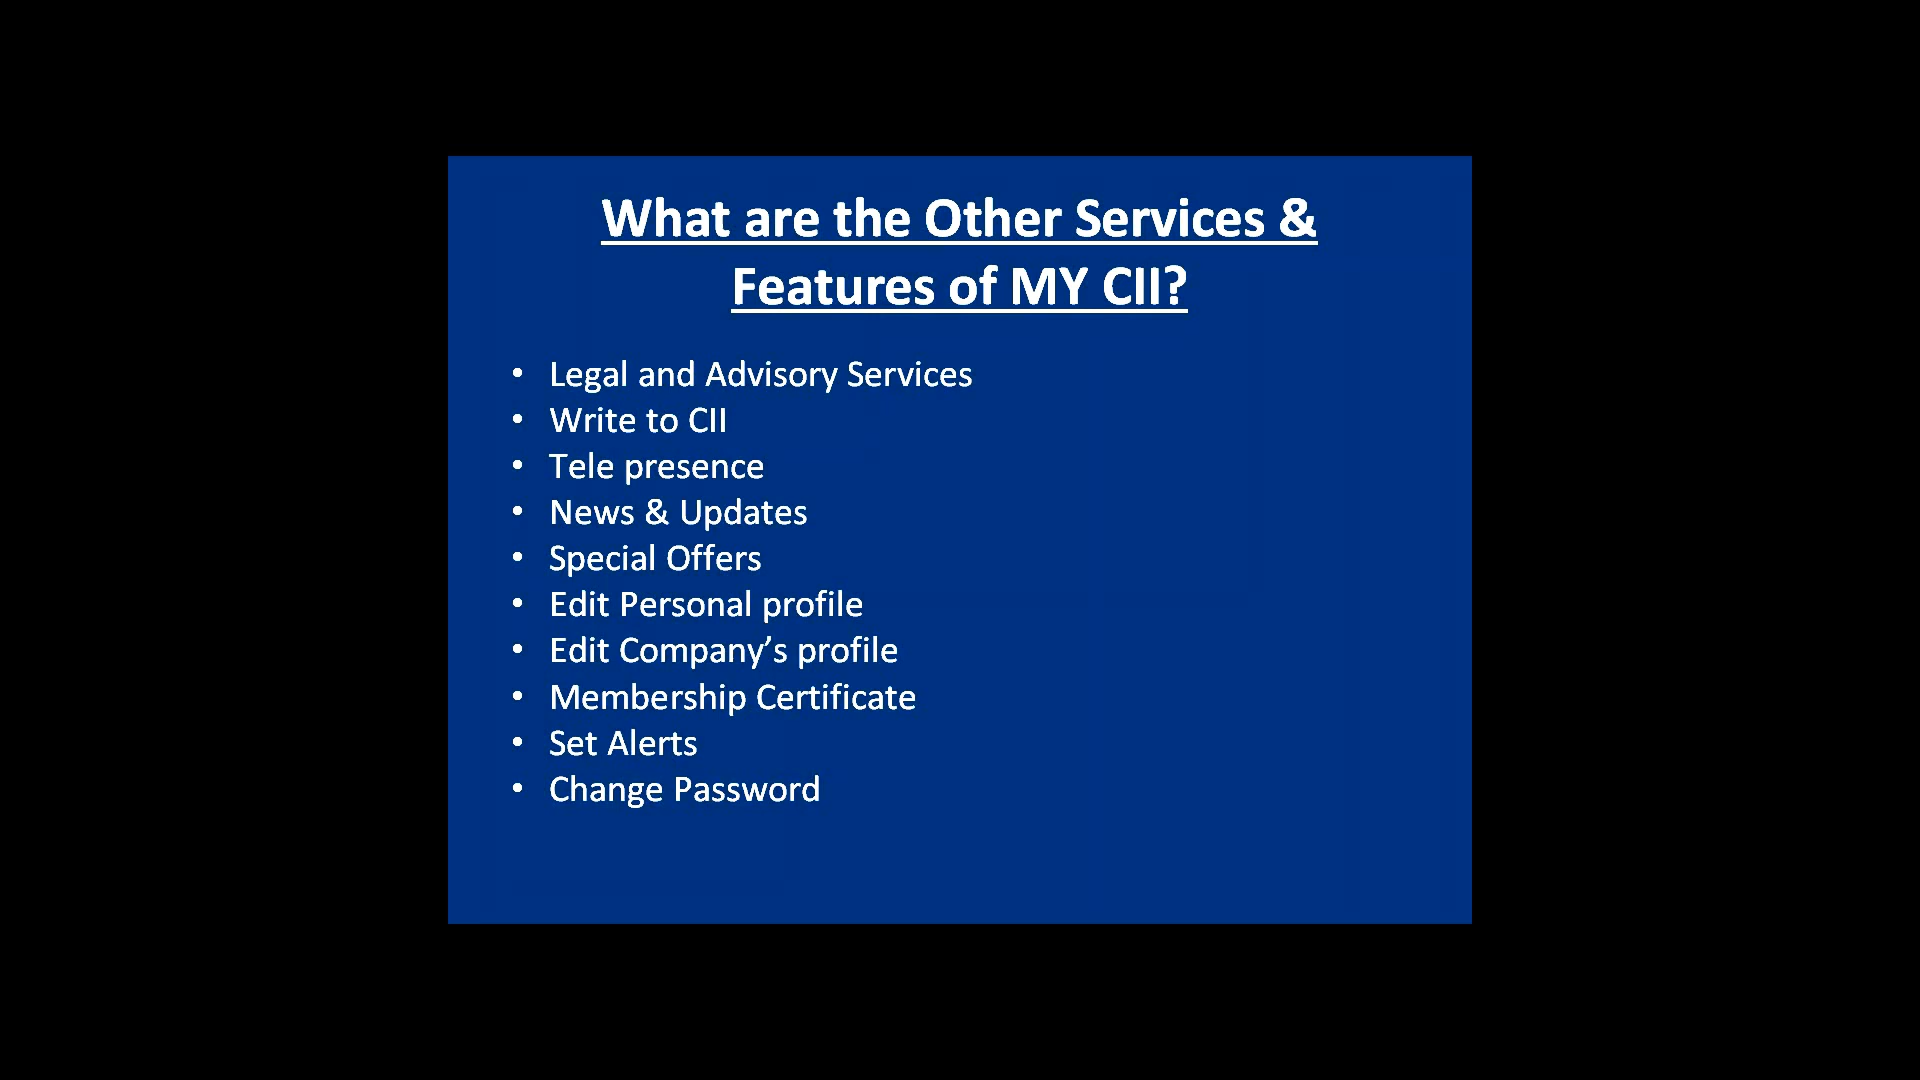 What are the Other Services &
Features of MY CII?
• Legal and Advisory Services
• Write to CII
• Tele presence
• News & Updates
• Special Offers
• Edit Personal profile
• Edit Company’s profile
• Membership Certificate
• Set Alerts
• Change Password